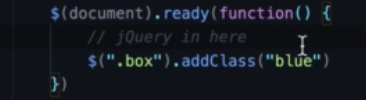 $(document).ready(function() {
// jQuery in here
$(".box").addClass("blue")
})